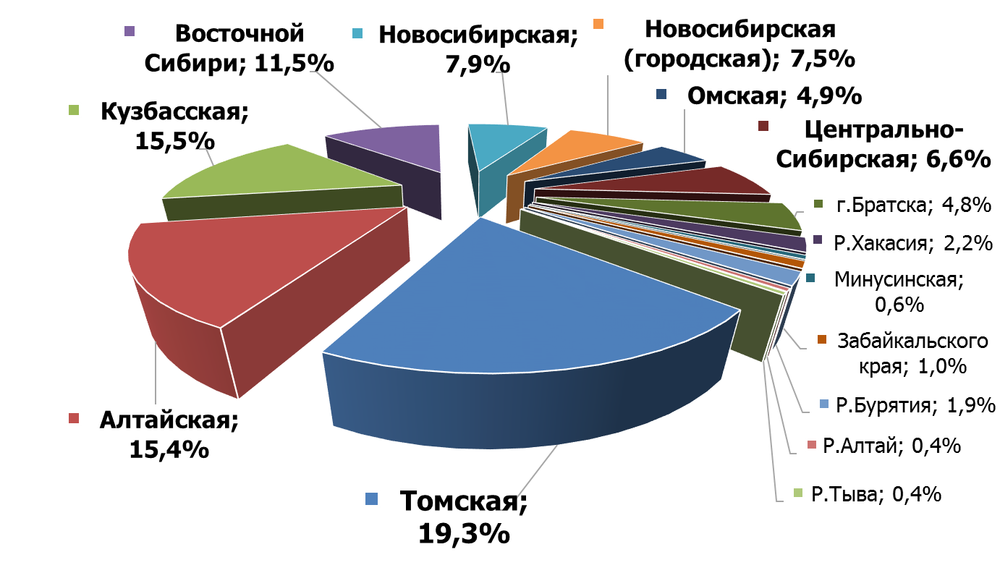 Восточной
Сибири; 11,5%
Новосибирская;
7,9%
Новосибирская
(городская); 7,5%
Омская; 4,9%
Кузбасская;
15,5%
Центрально-
Сибирская; 6,6%
г.Братска; 4,8%
Р.Хакасия; 2,2%
Минусинская;
0,6%
Забайкальского
края; 1,0%
Р.Бурятия; 1,9%
Р.Алтай; 0,4%
Р.Тыва; 0,4%
Алтайская;
15,4%
Томская;
19,3%